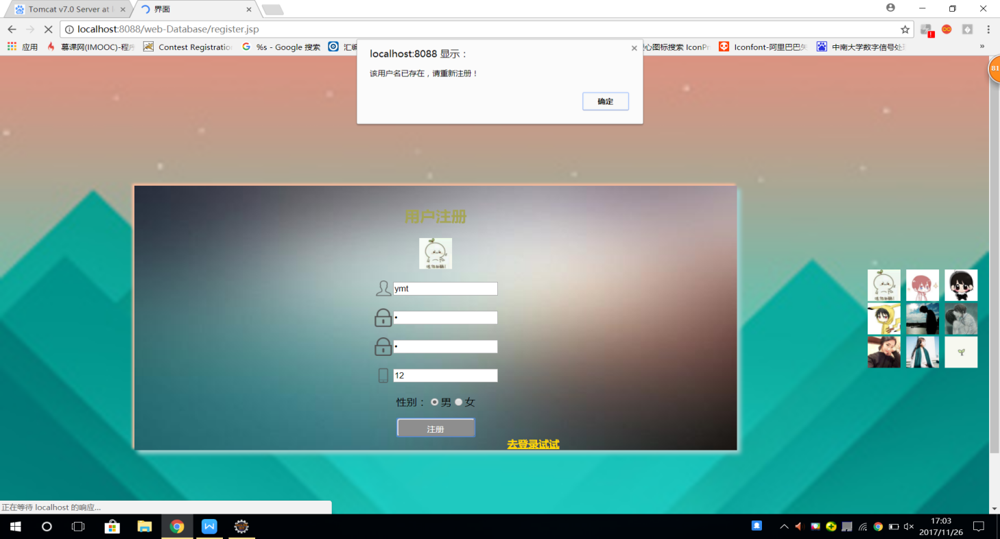 Tomcat v7.0 Server at
界面
localhost:8088/web-Database/register.jsp
应用
慕课网(IMOOC)-程序
Contest Registratio
%s - Google 搜索
汇编
心图标搜索 IconPr
Iconfont-阿里巴巴矢
中南大学数字信号处
»
localhost:8088 显示：
该用户名已存在，请重新注册！
确定
81
用户注册
ymt
•
•
12
性别： 男 女
注册
去登录试试
正在等待 localhost 的响应...
17:03
2017/11/26